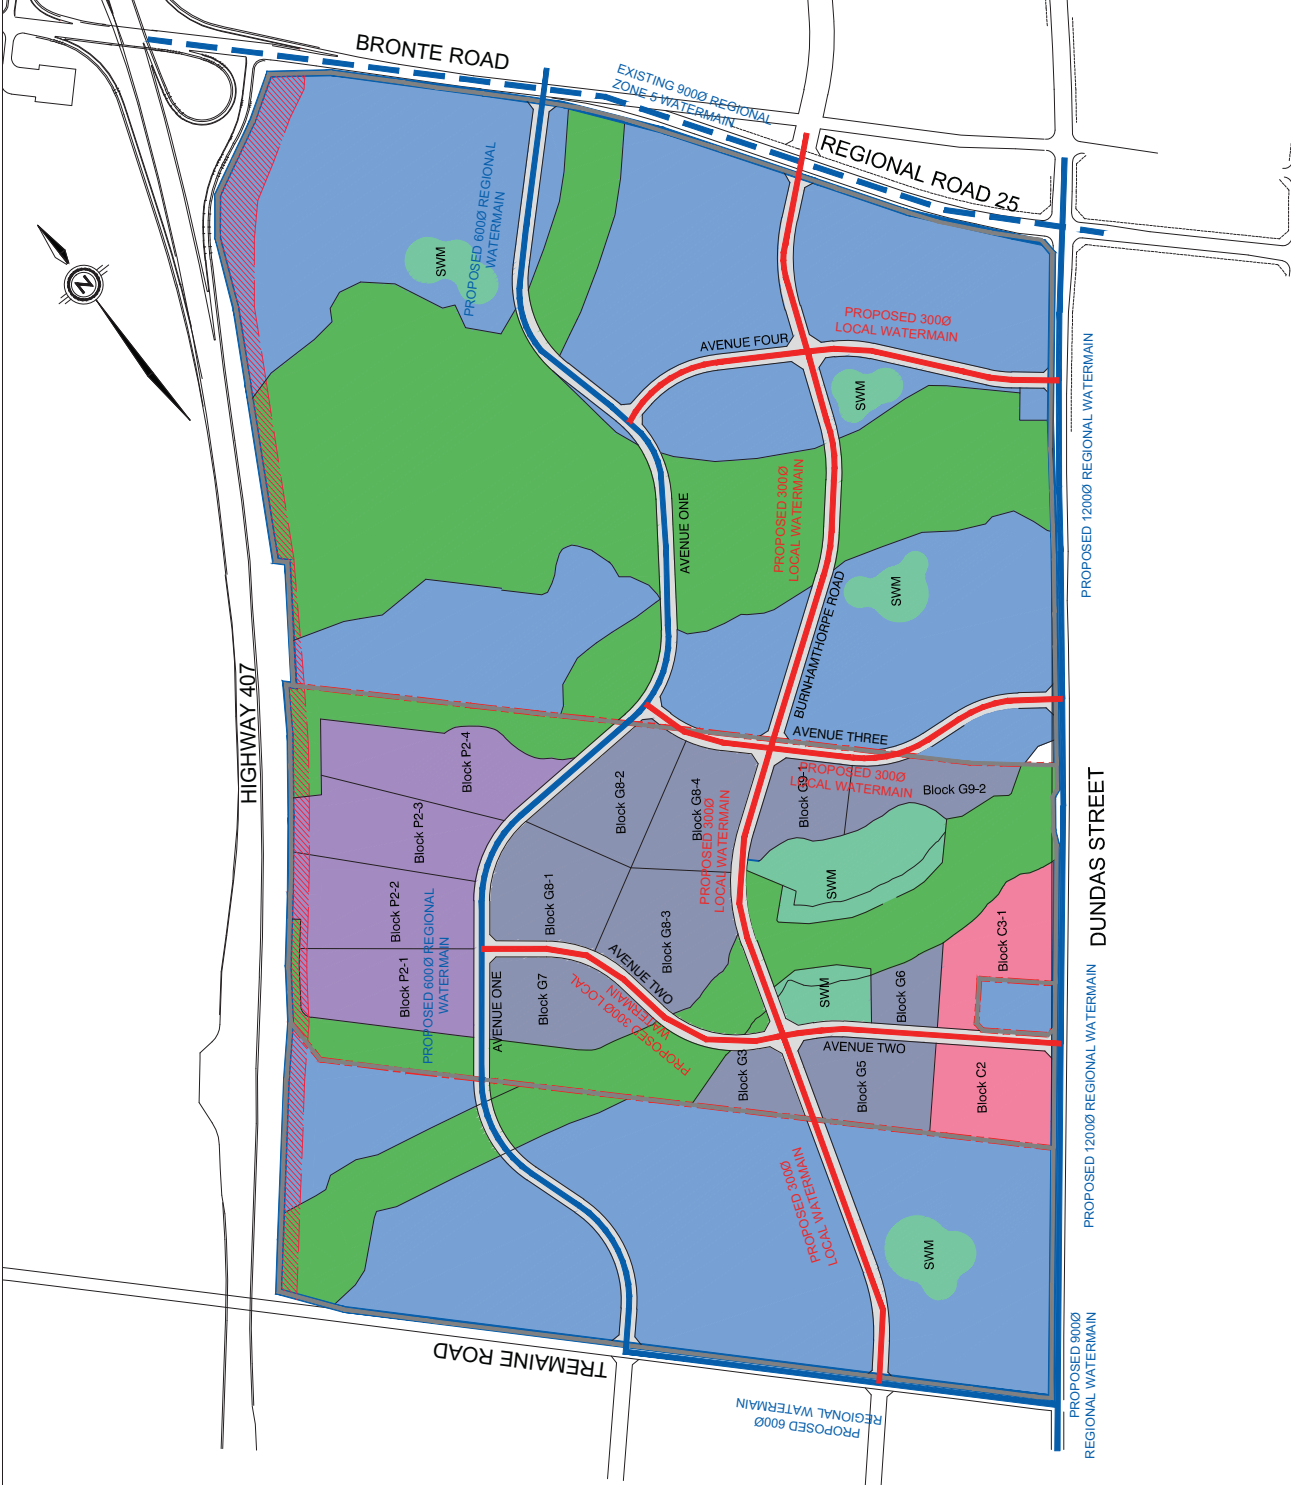 BRONTE ROAD
EXISTING 900Ø REGIONAL
ZONE 5 WATERMAIN
REGIONAL ROAD 25
PROPOSED 600Ø REGIONAL
WATERMAIN
SWM
N
PROPOSED 300Ø
LOCAL WATERMAIN
AVENUE FOUR
SWM
PROPOSED 1200Ø REGIONAL WATERMAIN
PROPOSED 300Ø
LOCAL WATERMAIN
AVENUE ONE
SWM
BURNHAMTHORPE ROAD
HIGHWAY 407
AVENUE THREE
PROPOSED 300Ø
LOCAL WATERMAIN
Block P2-4
Block P2-3
Block P2-2
Block P2-1
Block G8-2
Block G8-4
Block G9-1
Block G9-2
PROPOSED 300Ø
LOCAL WATERMAIN
DUNDAS STREET
SWM
Block G8-1
Block G8-3
Block C3-1
PROPOSED 600Ø REGIONAL
WATERMAIN
AVENUE ONE
Block G7
AVENUE TWO
PROPOSED 300Ø LOCAL
WATERMAIN
SWM
Block G6
AVENUE TWO
Block G3
Block G5
Block C2
PROPOSED 1200Ø REGIONAL WATERMAIN
PROPOSED 300Ø
LOCAL WATERMAIN
SWM
TREMAINE ROAD
PROPOSED 600Ø
REGIONAL WATERMAIN
PROPOSED 900Ø
REGIONAL WATERMAIN